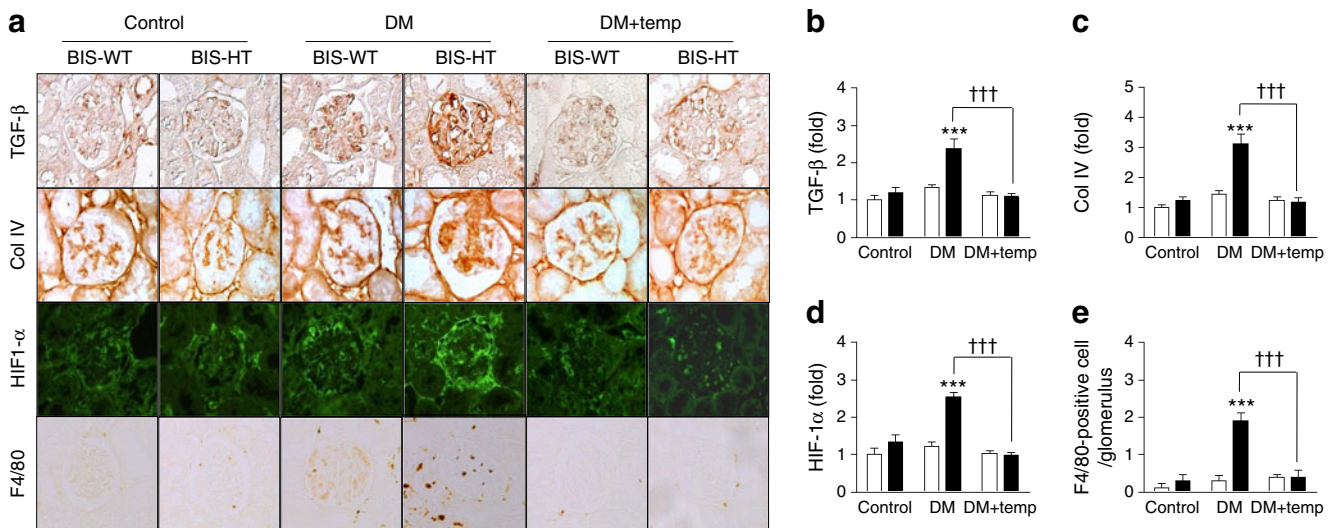 a
Control DM DM+temp
BIS-WT BIS-HT BIS-WT BIS-HT BIS-WT BIS-HT
TGF-β
Col IV
HIF1-α
F4/80
b
TGF-β (fold)
4
3
2
1
0
***
†††
Control DM DM+temp
c
Col IV (fold)
5
4
3
2
1
0
***
†††
Control DM DM+temp
d
HIF-1α (fold)
4
3
2
1
0
***
†††
Control DM DM+temp
e
F4/80-positive cell
/glomerulus
4
3
2
1
0
***
†††
Control DM DM+temp